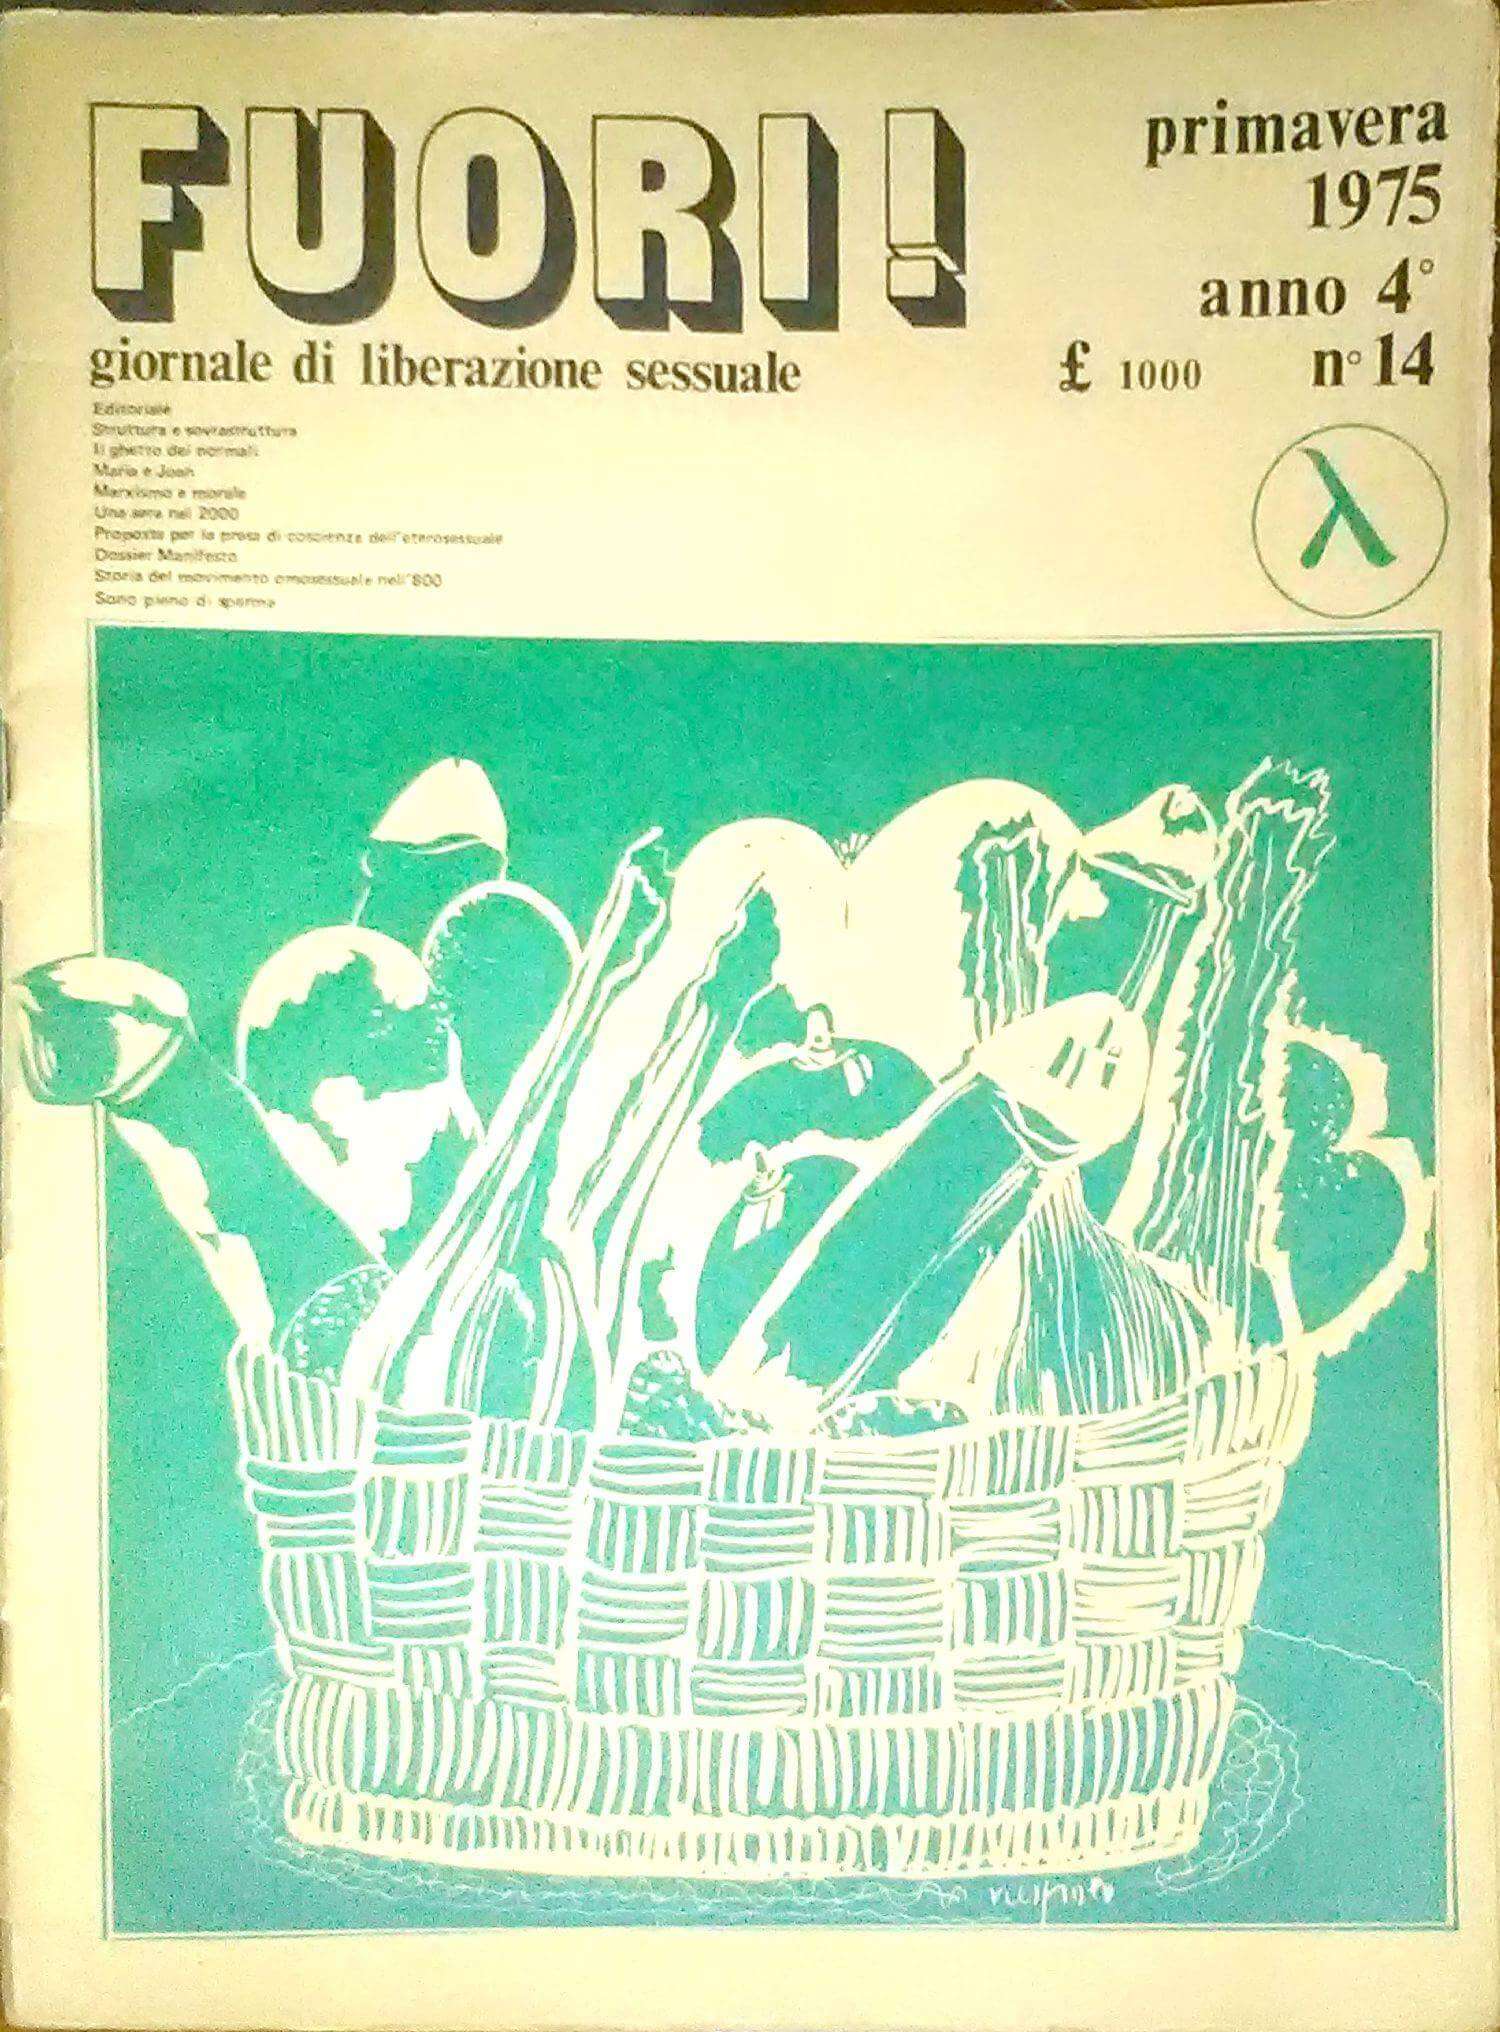 FUORI!
giornale di liberazione sessuale
primavera
1975
anno 4°
£ 1000 n° 14
λ
Editoriale
Struttura e sovrastruttura
Il ghetto dei normali
Mario e Joan
Marxismo e morale
Una sera nel 2000
Proposta per la presa di coscienza dell'eterosessuale
Dossier Manifesto
Storia del movimento omosessuale nell'800
Sono pieno di sperma